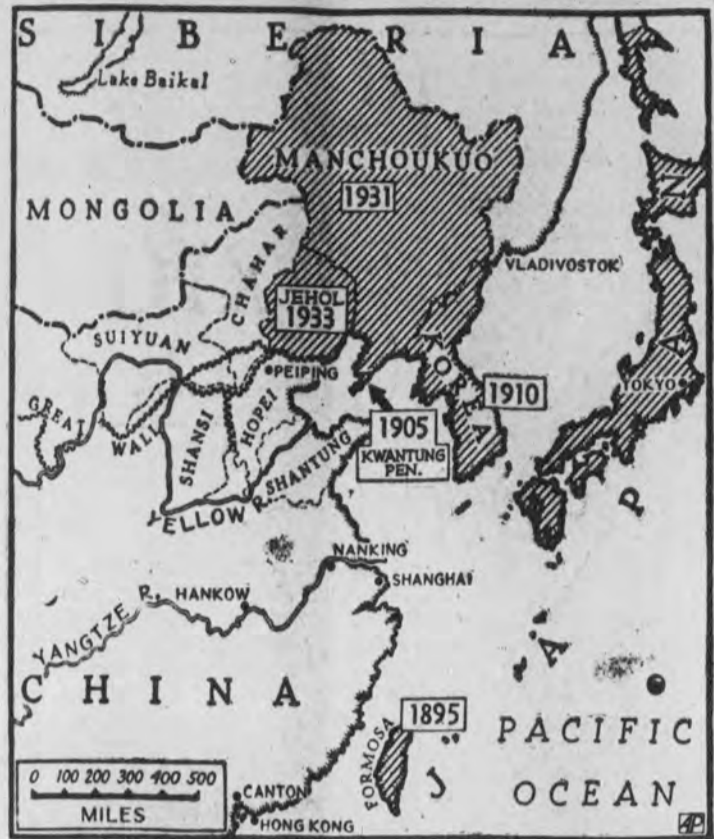 SIBERIA
Lake Baikal
MANCHOUKUO
1931
MONGOLIA
VLADIVOSTOK
CHAHAR
JEHOL
1933
SUIYUAN
KOREA
PEIPING
1910
TOKYO
GREAT
WALL
SHANSI
HOPEI
1905
KWANTUNG
PEN.
SHANTUNG
YELLOW R.
JAPAN
NANKING
SHANGHAI
HANKOW
YANGTZE R.
CHINA
1895
FORMOSA
PACIFIC
OCEAN
0 100 200 300 400 500
MILES
CANTON
HONG KONG
AP